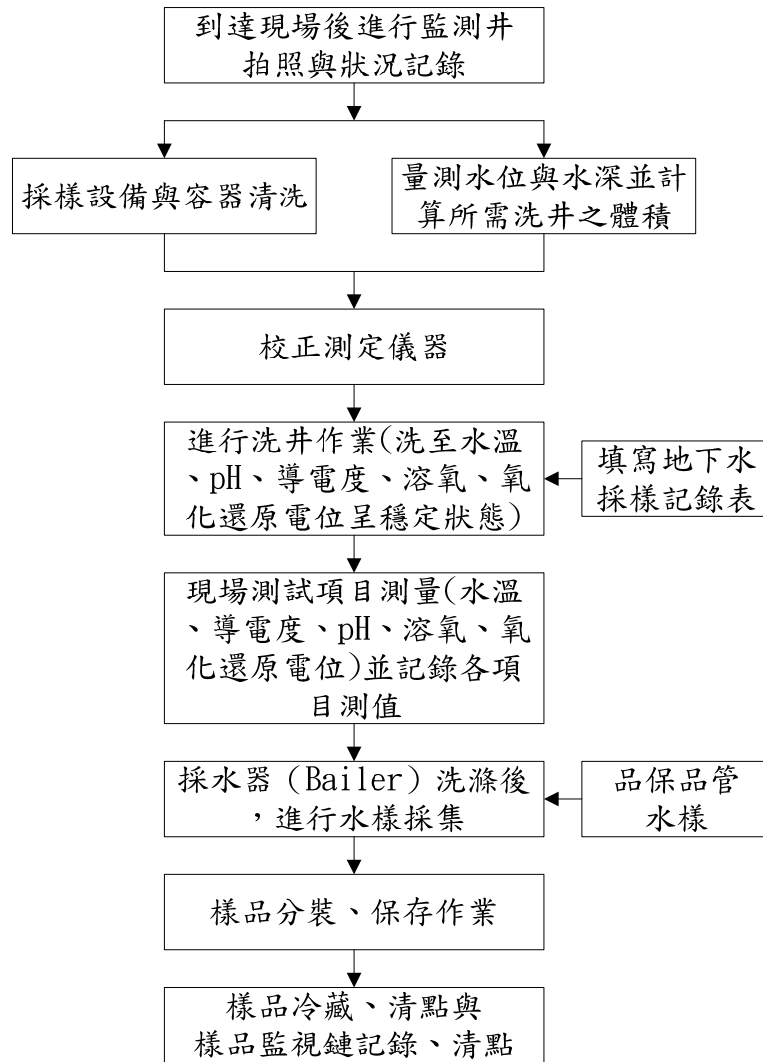 到達現場後進行監測井
拍照與狀況記錄
採樣設備與容器清洗
量測水位與水深並計
算所需洗井之體積
校正測定儀器
進行洗井作業(洗至水溫
、pH、導電度、溶氧、氧
化還原電位呈穩定狀態)
填寫地下水
採樣記錄表
現場測試項目測量(水溫
、導電度、pH、溶氧、氧
化還原電位)並記錄各項
目測值
採水器（Bailer）洗滌後
，進行水樣採集
品保品管
水樣
樣品分裝、保存作業
樣品冷藏、清點與
樣品監視鏈記錄、清點